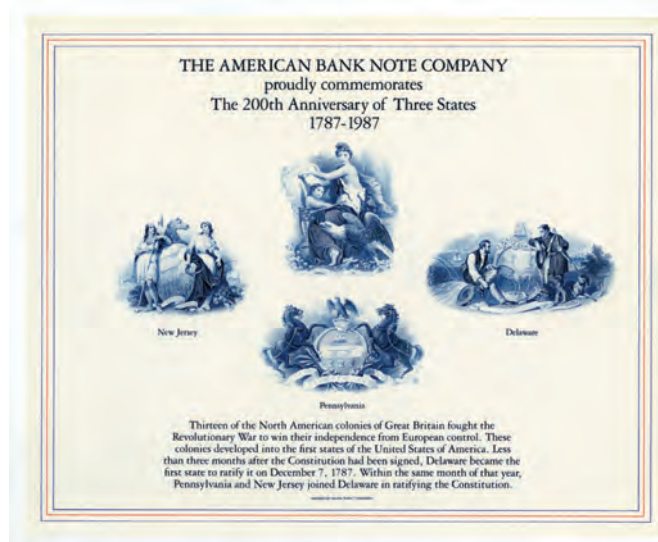 THE AMERICAN BANK NOTE COMPANY
proudly commemorates
The 200th Anniversary of Three States
1787-1987
New Jersey
Delaware
Pennsylvania
Thirteen of the North American colonies of Great Britain fought the
Revolutionary War to win their independence from European control. These
colonies developed into the first states of the United States of America. Less
than three months after the Constitution had been signed, Delaware became the
first state to ratify it on December 7, 1787. Within the same month of that year,
Pennsylvania and New Jersey joined Delaware in ratifying the Constitution.